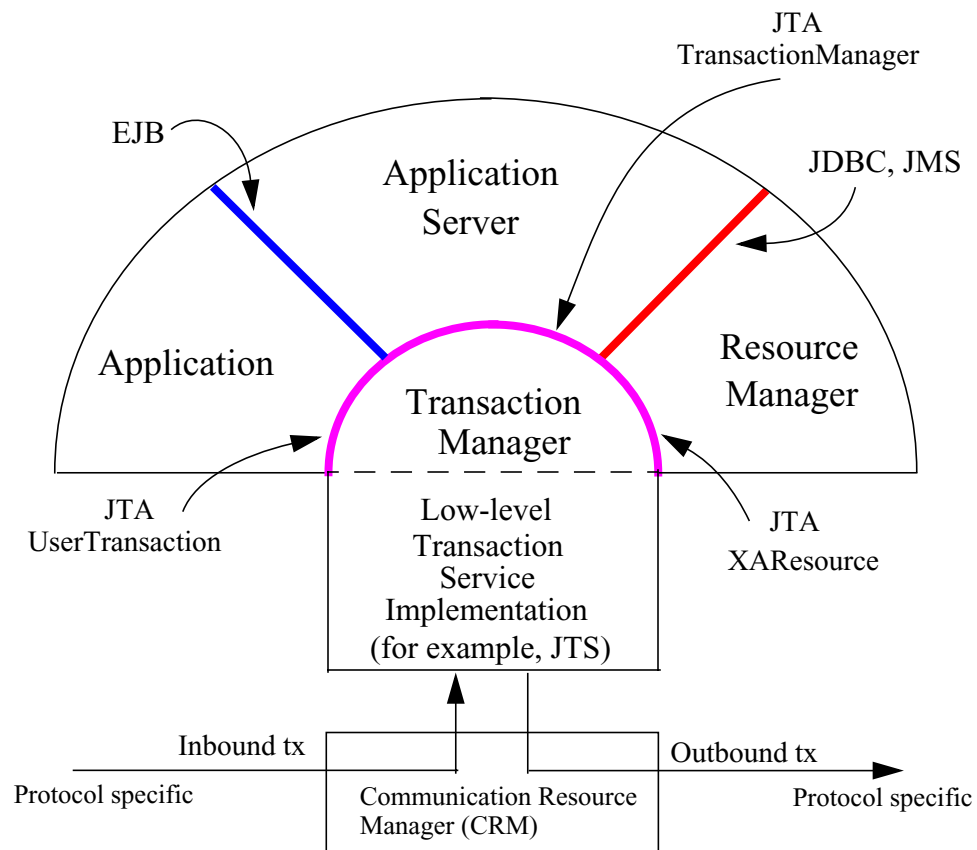 JTA
TransactionManager
EJB
JDBC, JMS
Application
Server
Application
Resource
Manager
Transaction
Manager
JTA
UserTransaction
Low-level
Transaction
Service
Implementation
(for example, JTS)
JTA
XAResource
Inbound tx
Outbound tx
Protocol specific
Communication Resource
Manager (CRM)
Protocol specific